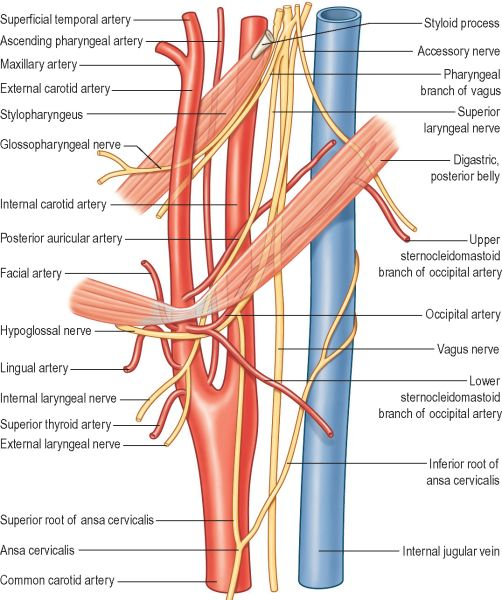 Superficial temporal artery
Ascending pharyngeal artery
Maxillary artery
External carotid artery
Stylopharyngeus
Glossopharyngeal nerve
Internal carotid artery
Posterior auricular artery
Facial artery
Hypoglossal nerve
Lingual artery
Internal laryngeal nerve
Superior thyroid artery
External laryngeal nerve
Superior root of ansa cervicalis
Ansa cervicalis
Common carotid artery
Styloid process
Accessory nerve
Pharyngeal
branch of vagus
Superior
laryngeal nerve
Digastric,
posterior belly
Upper
sternocleidomastoid
branch of occipital artery
Occipital artery
Vagus nerve
Lower
sternocleidomastoid
branch of occipital artery
Inferior root of
ansa cervicalis
Internal jugular vein